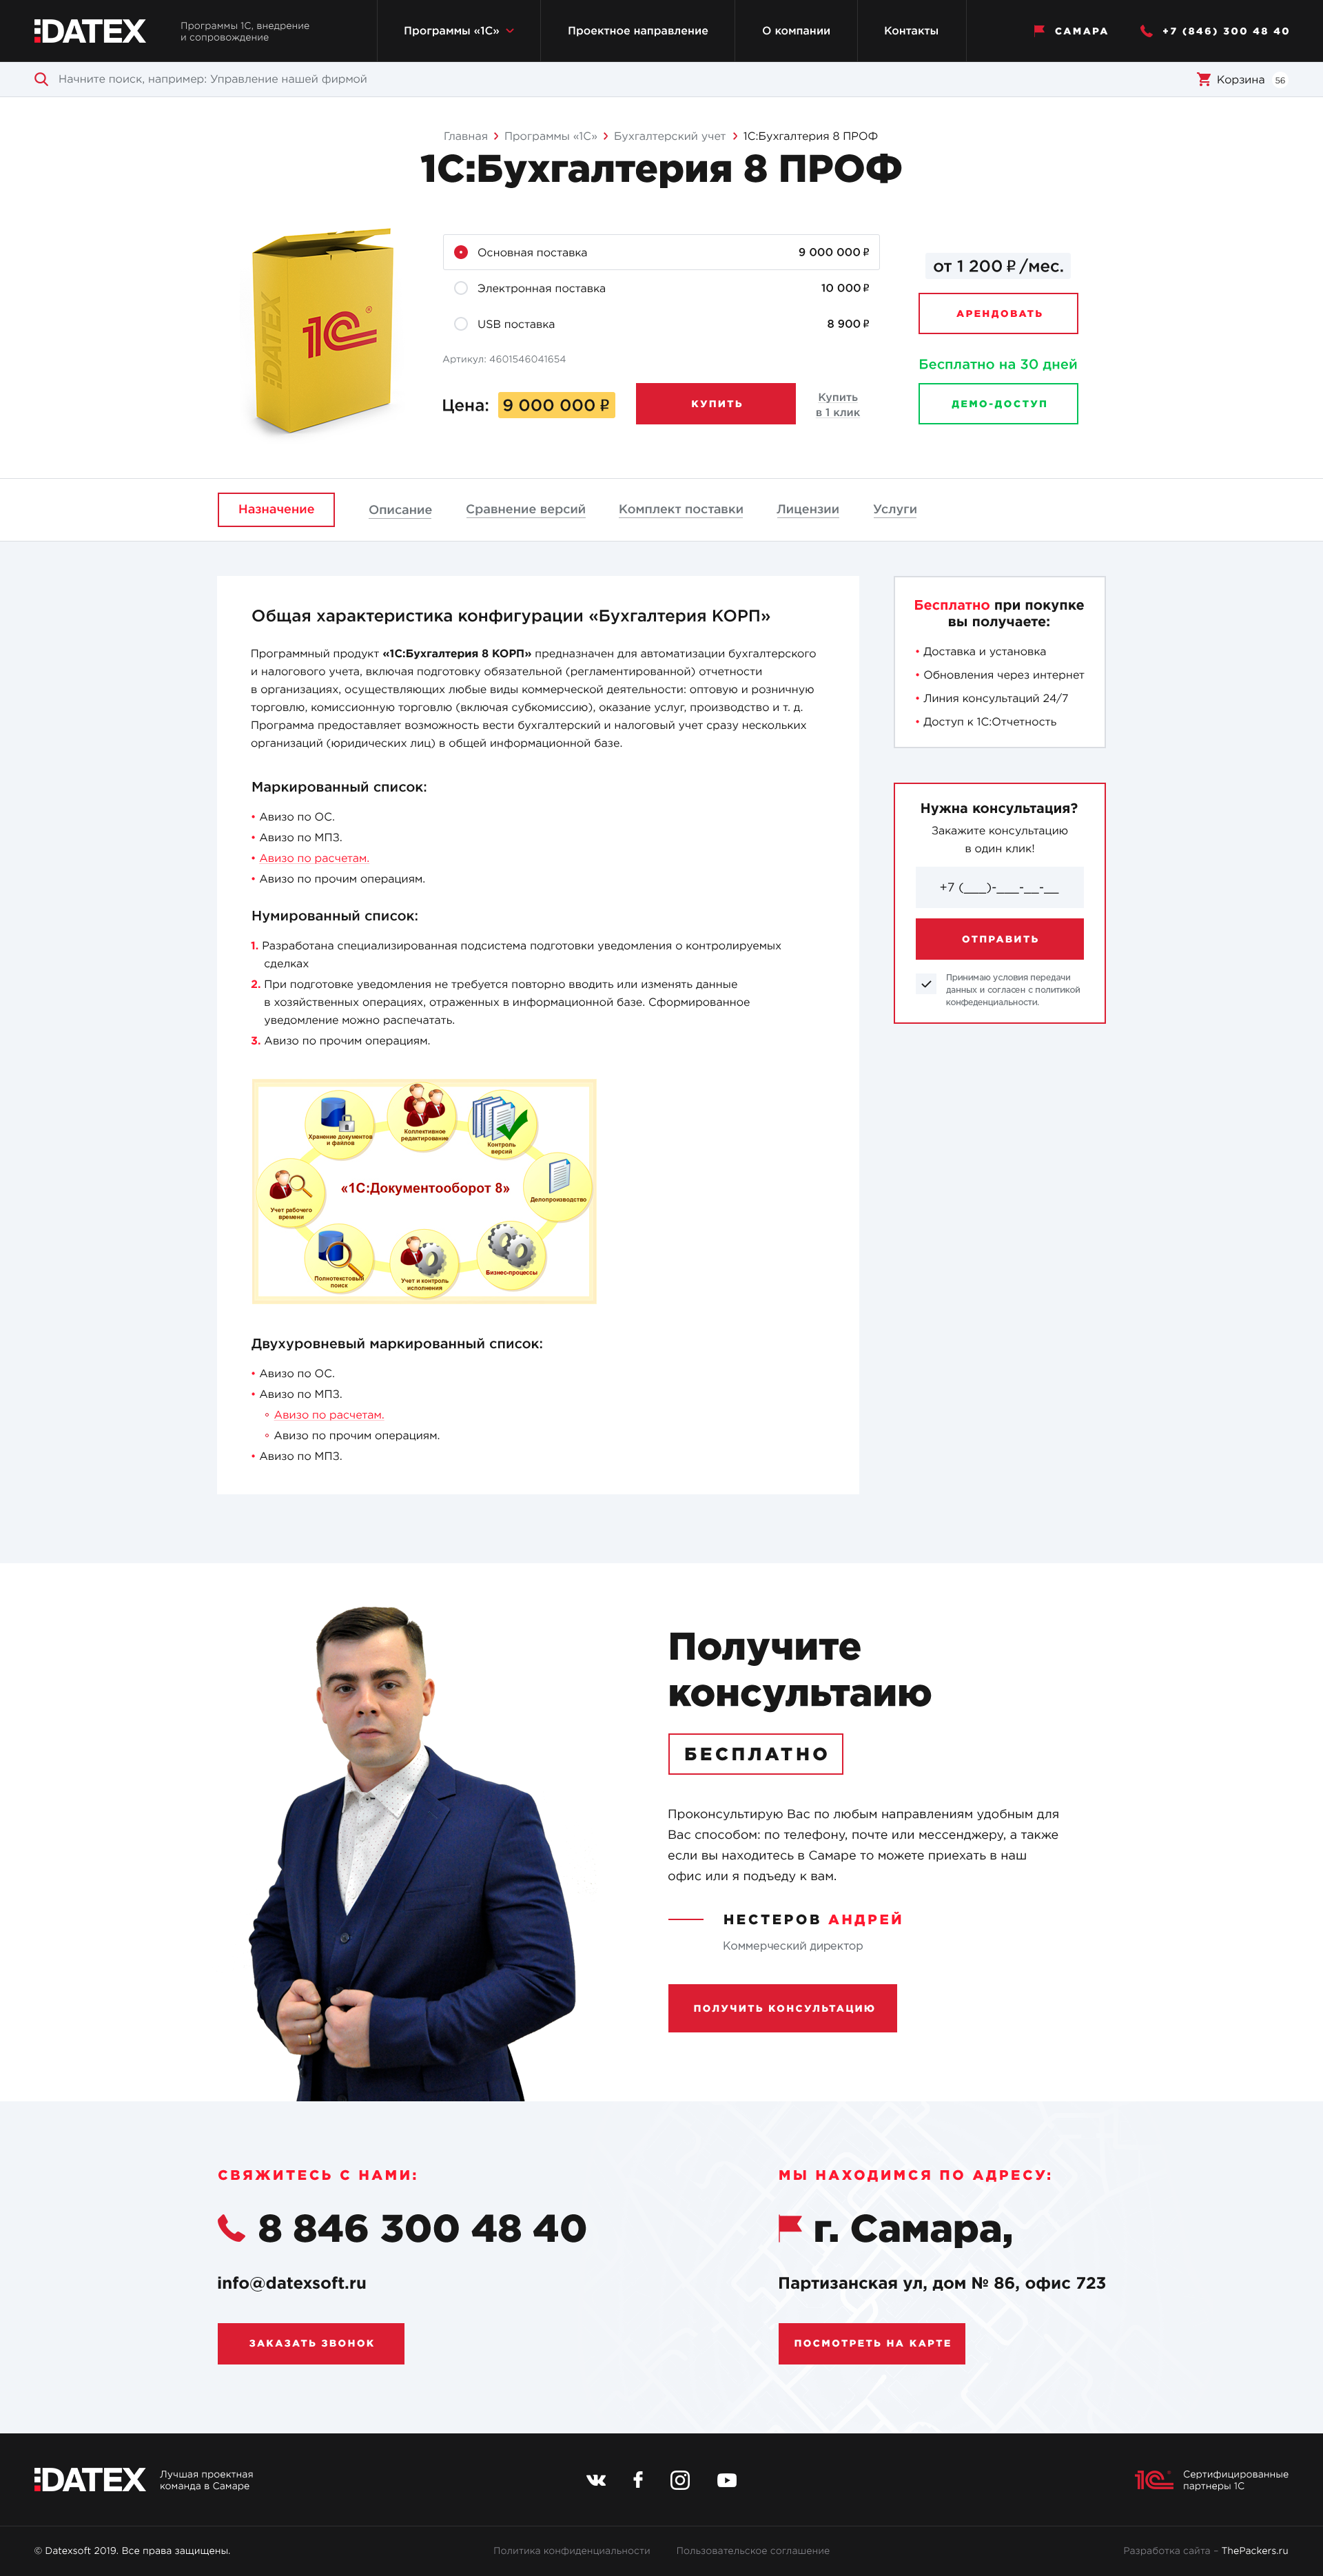 DATEX
Программы 1С, внедрение
и сопровождение
Программы «1С»
Проектное направление
О компании
Контакты
САМАРА
+7 (846) 300 48 40
Начните поиск, например: Управление нашей фирмой
Корзина 56
Главная > Программы «1С» > Бухгалтерский учет > 1С:Бухгалтерия 8 ПРОФ
1С:Бухгалтерия 8 ПРОФ
DATEX
DATEX
1С®
Основная поставка 9 000 000 ₽
Электронная поставка 10 000 ₽
USB поставка 8 900 ₽
Артикул: 4601546041654
Цена: 9 000 000 ₽
КУПИТЬ
Купить
в 1 клик
от 1 200 ₽/мес.
АРЕНДОВАТЬ
Бесплатно на 30 дней
ДЕМО-ДОСТУП
Назначение
Описание
Сравнение версий
Комплект поставки
Лицензии
Услуги
Общая характеристика конфигурации «Бухгалтерия КОРП»
Программный продукт «1С:Бухгалтерия 8 КОРП» предназначен для автоматизации бухгалтерского
и налогового учета, включая подготовку обязательной (регламентированной) отчетности
в организациях, осуществляющих любые виды коммерческой деятельности: оптовую и розничную
торговлю, комиссионную торговлю (включая субкомиссию), оказание услуг, производство и т. д.
Программа предоставляет возможность вести бухгалтерский и налоговый учет сразу нескольких
организаций (юридических лиц) в общей информационной базе.
Маркированный список:
• Авизо по ОС.
• Авизо по МПЗ.
• Авизо по расчетам.
• Авизо по прочим операциям.
Нумированный список:
1. Разработана специализированная подсистема подготовки уведомления о контролируемых
сделках
2. При подготовке уведомления не требуется повторно вводить или изменять данные
в хозяйственных операциях, отраженных в информационной базе. Сформированное
уведомление можно распечатать.
3. Авизо по прочим операциям.
Хранение документов
и файлов
Коллективное
редактирование
Контроль
версий
Учет рабочего
времени
«1С:Документооборот 8»
Делопроизводство
Полнотекстовый
поиск
Учет и контроль
исполнения
Бизнес-процессы
Двухуровневый маркированный список:
• Авизо по ОС.
• Авизо по МПЗ.
◦ Авизо по расчетам.
◦ Авизо по прочим операциям.
• Авизо по МПЗ.
Бесплатно при покупке
вы получаете:
• Доставка и установка
• Обновления через интернет
• Линия консультаций 24/7
• Доступ к 1С:Отчетность
Нужна консультация?
Закажите консультацию
в один клик!
+7 (___)-___-__-__
ОТПРАВИТЬ
Принимаю условия передачи
данных и согласен с политикой
конфеденциальности.
Получите
консультаию
БЕСПЛАТНО
Проконсультирую Вас по любым направлениям удобным для
Вас способом: по телефону, почте или мессенджеру, а также
если вы находитесь в Самаре то можете приехать в наш
офис или я подъеду к вам.
НЕСТЕРОВ АНДРЕЙ
Коммерческий директор
ПОЛУЧИТЬ КОНСУЛЬТАЦИЮ
СВЯЖИТЕСЬ С НАМИ:
8 846 300 48 40
info@datexsoft.ru
ЗАКАЗАТЬ ЗВОНОК
МЫ НАХОДИМСЯ ПО АДРЕСУ:
г. Самара,
Партизанская ул, дом № 86, офис 723
ПОСМОТРЕТЬ НА КАРТЕ
DATEX
Лучшая проектная
команда в Самаре
1С
Сертифицированные
партнеры 1С
© Datexsoft 2019. Все права защищены.
Политика конфиденциальности
Пользовательское соглашение
Разработка сайта – ThePackers.ru